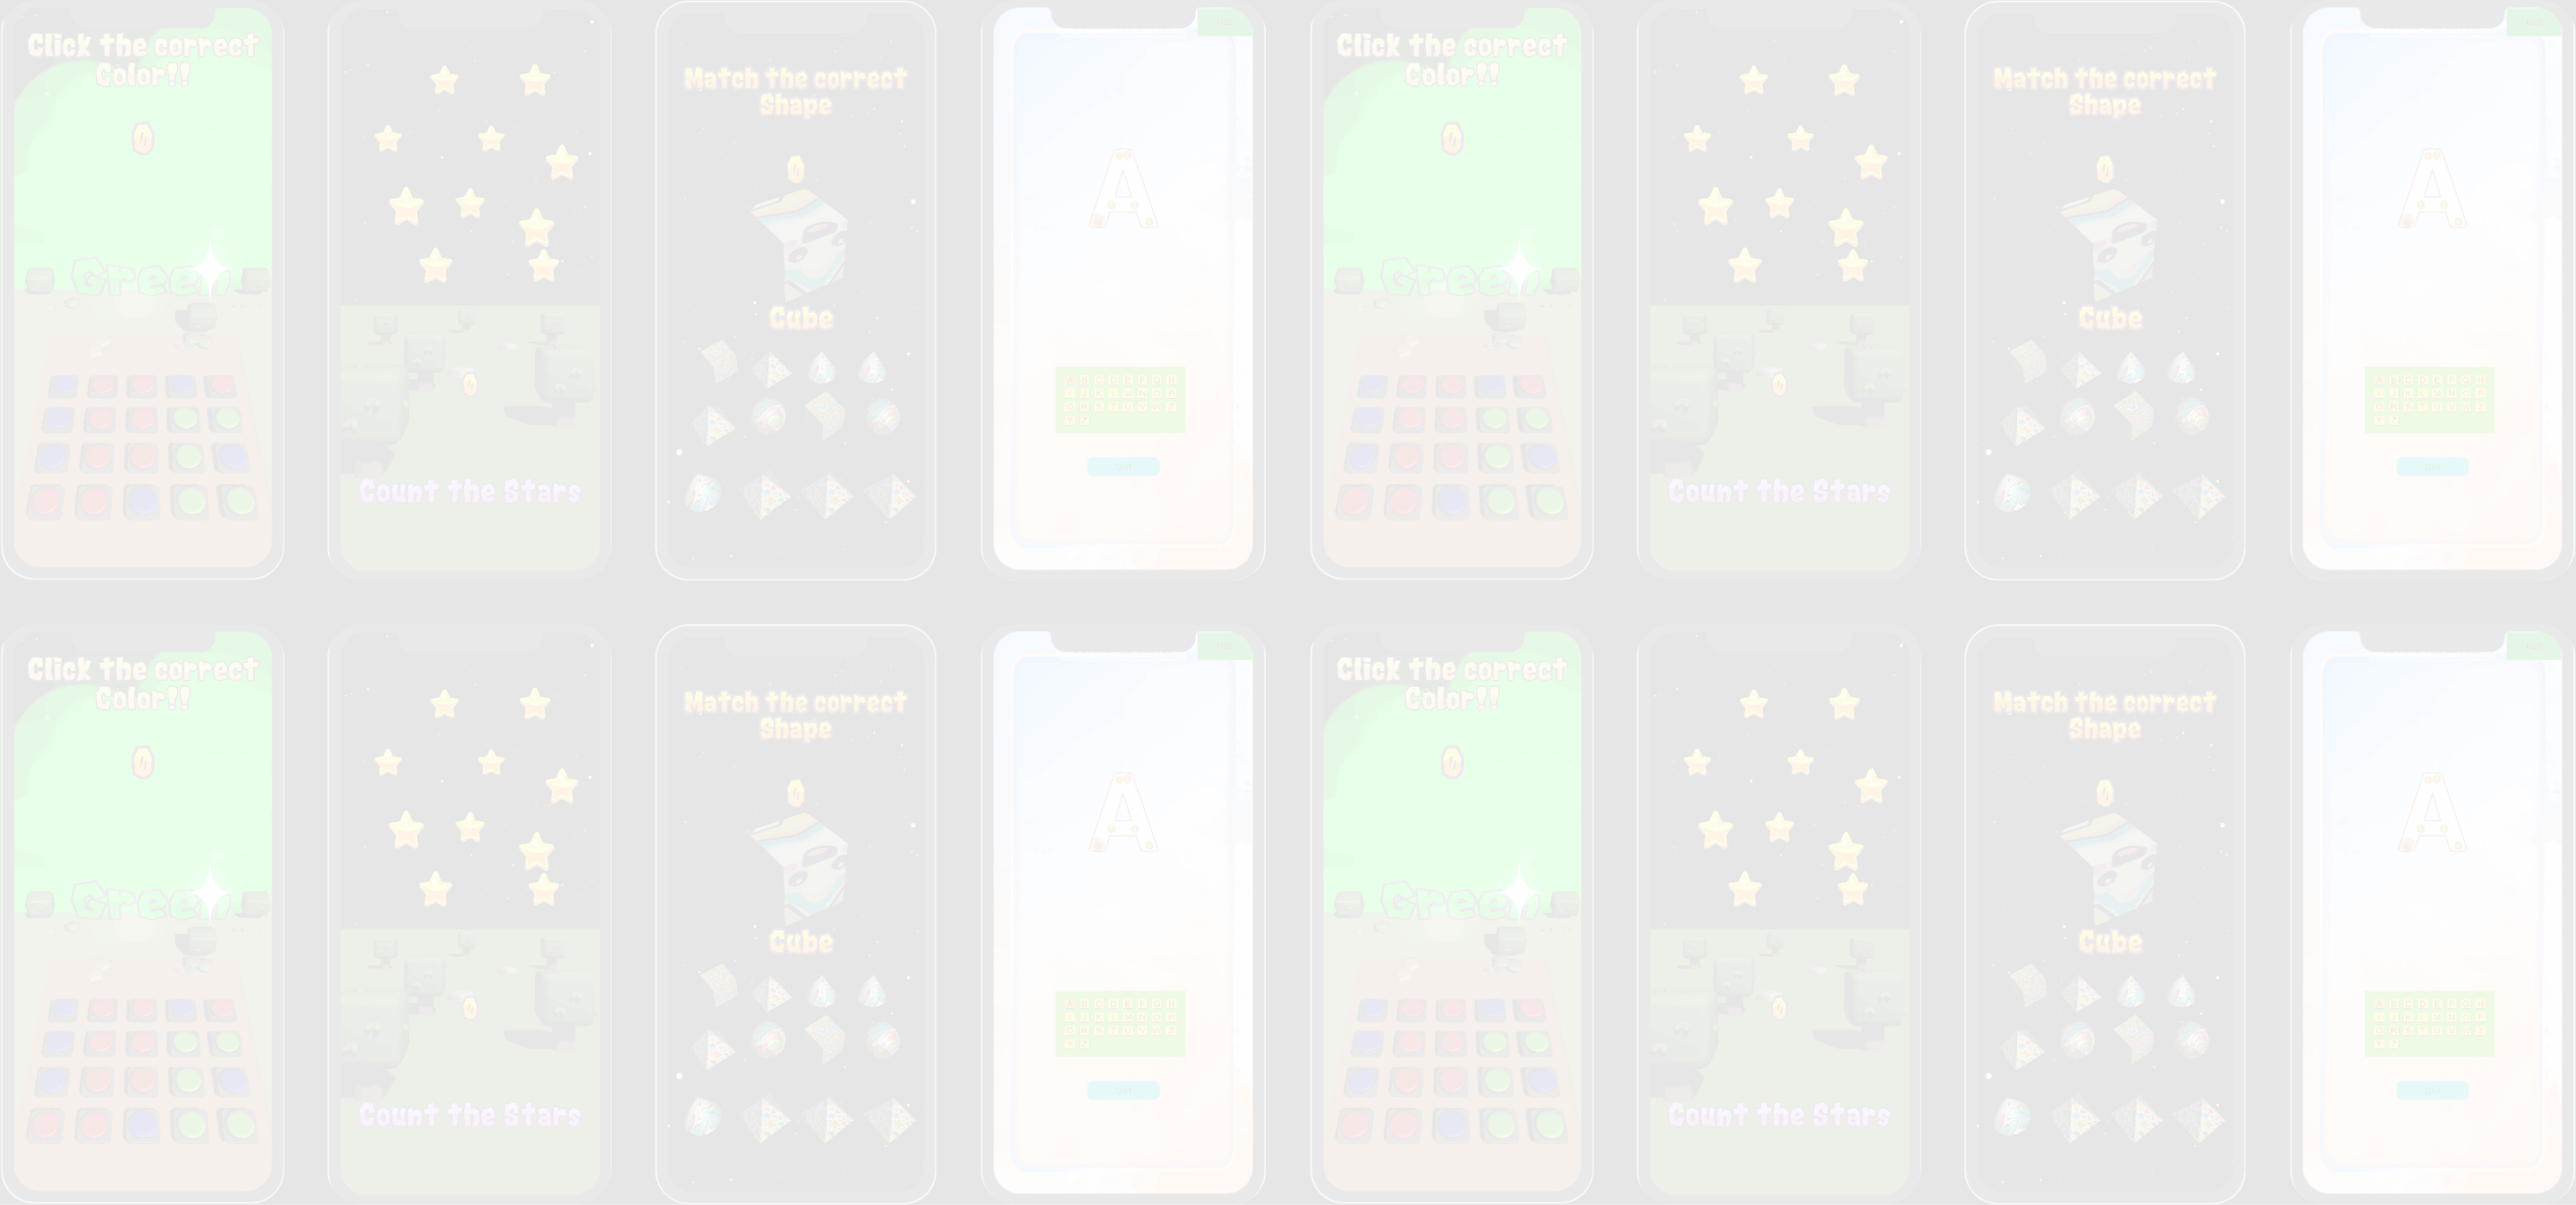 Click the correct
Color!!
Green
Count the Stars
Match the correct
Shape
Cube
A
A B C D E F G H
I J K L M N O P
Q R S T U V W X
Y Z
Click the correct
Color!!
Green
Count the Stars
Match the correct
Shape
Cube
A
A B C D E F G H
I J K L M N O P
Q R S T U V W X
Y Z
Click the correct
Color!!
Green
Count the Stars
Match the correct
Shape
Cube
A
A B C D E F G H
I J K L M N O P
Q R S T U V W X
Y Z
Click the correct
Color!!
Green
Count the Stars
Match the correct
Shape
Cube
A
A B C D E F G H
I J K L M N O P
Q R S T U V W X
Y Z